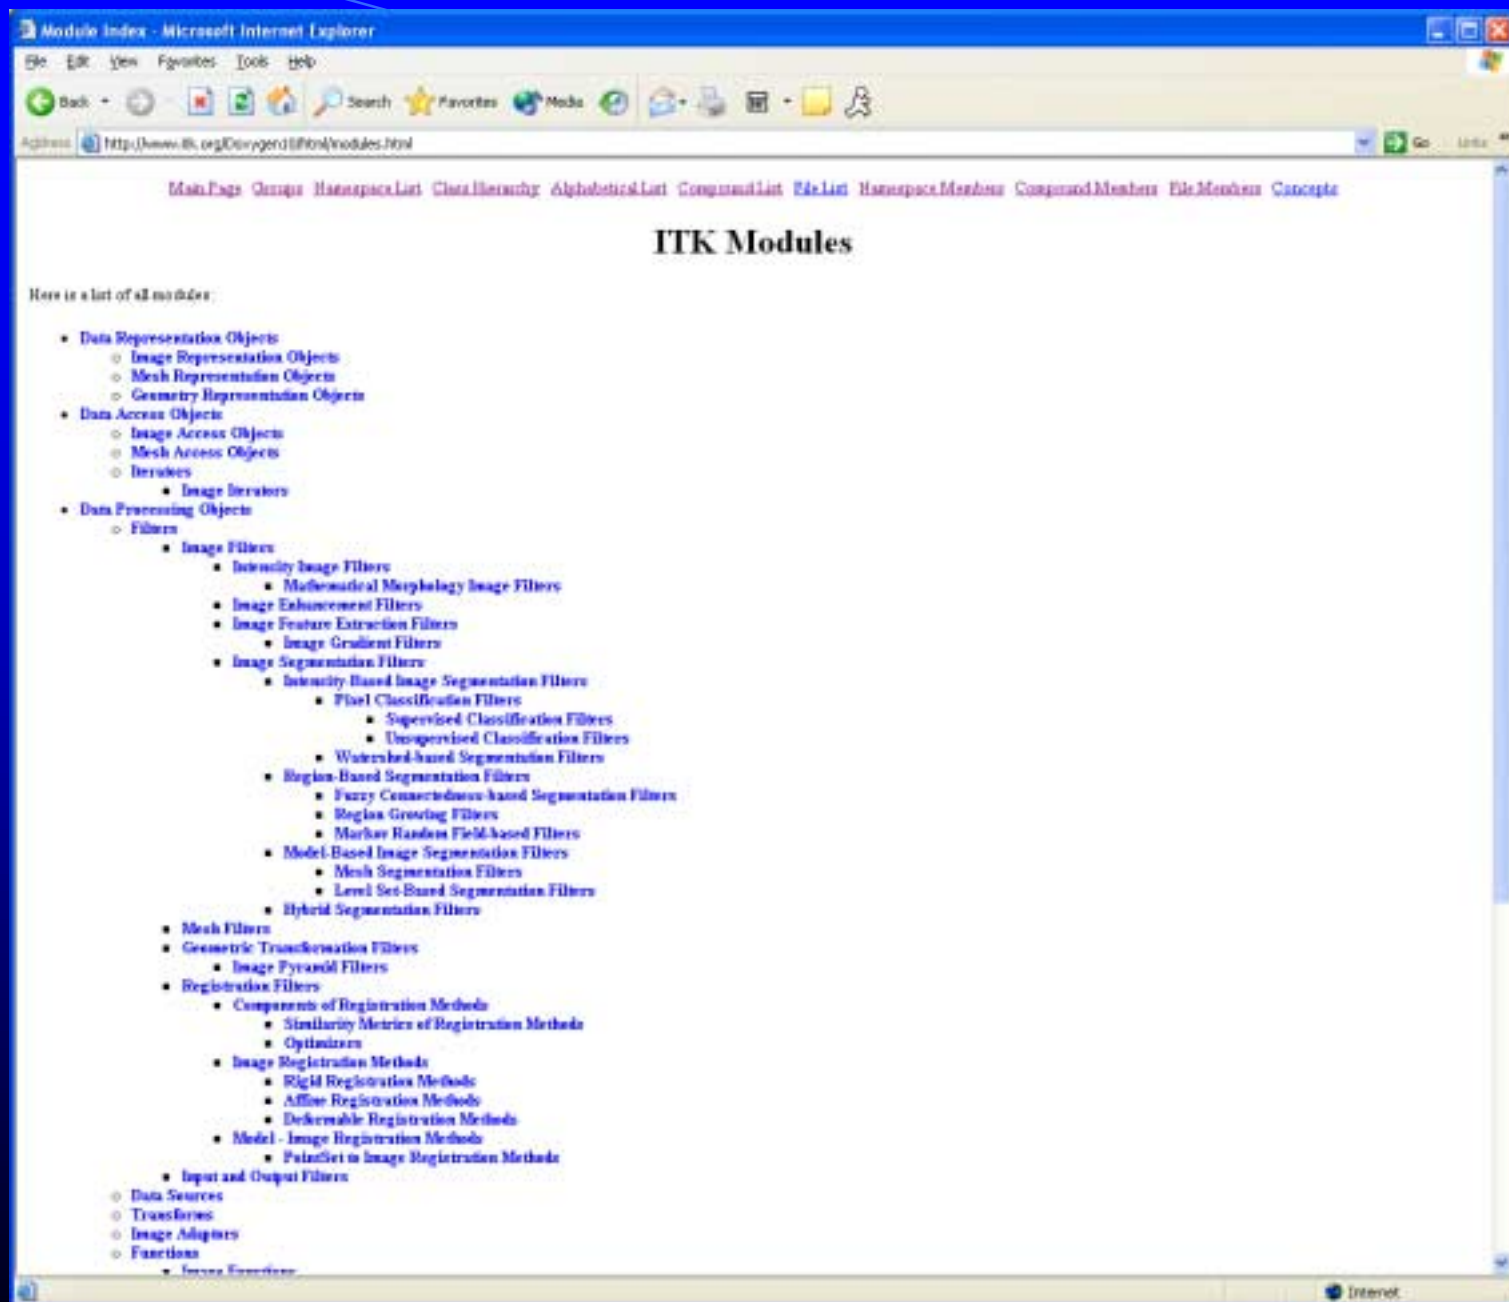 Module Index - Microsoft Internet Explorer
File Edit View Favorites Tools Help
Back Search Favorites Media
Address http://www.itk.org/Doxygen16/html/modules.html Go Links
Main Page Groups Namespace List Class Hierarchy Alphabetical List Compound List File List Namespace Members Compound Members File Members Concepts
ITK Modules
Here is a list of all modules:
Data Representation Objects
Image Representation Objects
Mesh Representation Objects
Geometry Representation Objects
Data Access Objects
Image Access Objects
Mesh Access Objects
Iterators
Image Iterators
Data Processing Objects
Filters
Image Filters
Intensity Image Filters
Mathematical Morphology Image Filters
Image Enhancement Filters
Image Feature Extraction Filters
Image Gradient Filters
Image Segmentation Filters
Intensity-Based Image Segmentation Filters
Pixel Classification Filters
Supervised Classification Filters
Unsupervised Classification Filters
Watershed-based Segmentation Filters
Region-Based Segmentation Filters
Fuzzy Connectedness-based Segmentation Filters
Region Growing Filters
Markov Random Field-based Filters
Model-Based Image Segmentation Filters
Mesh Segmentation Filters
Level Set-Based Segmentation Filters
Hybrid Segmentation Filters
Mesh Filters
Geometric Transformation Filters
Image Pyramid Filters
Registration Filters
Components of Registration Methods
Similarity Metrics of Registration Methods
Optimizers
Image Registration Methods
Rigid Registration Methods
Affine Registration Methods
Deformable Registration Methods
Model - Image Registration Methods
PointSet to Image Registration Methods
Input and Output Filters
Data Sources
Transforms
Image Adaptors
Functions
Image Functions
Internet